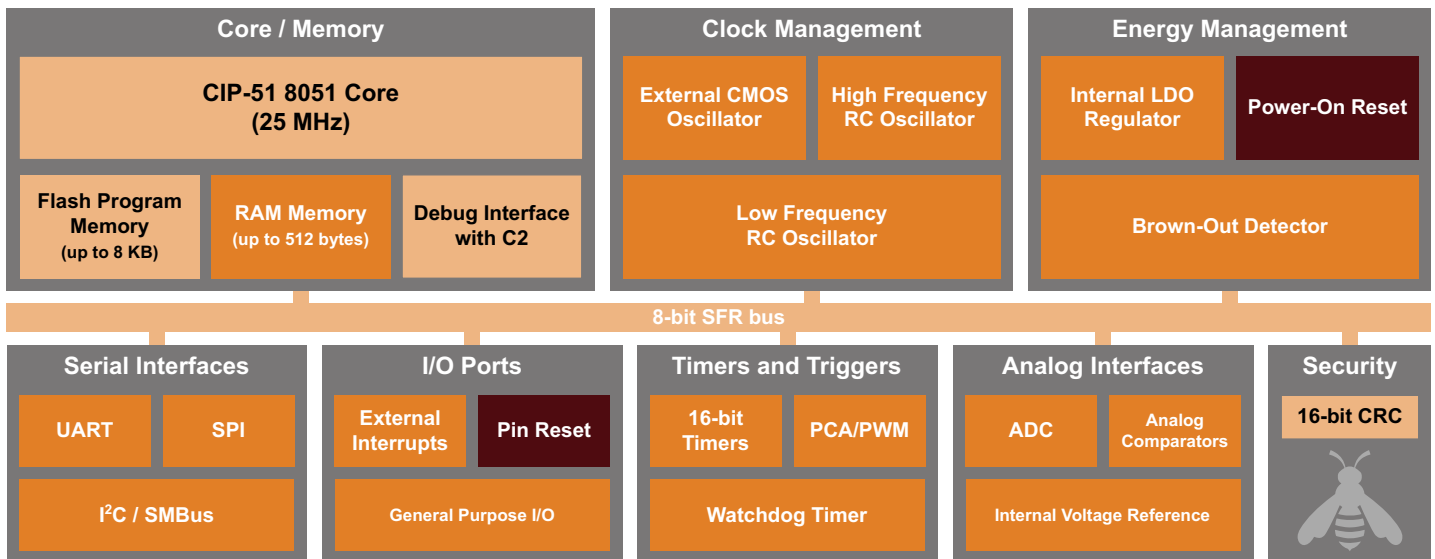 Core / Memory
CIP-51 8051 Core
(25 MHz)
Flash Program
Memory
(up to 8 KB)
RAM Memory
(up to 512 bytes)
Debug Interface
with C2
Clock Management
External CMOS
Oscillator
High Frequency
RC Oscillator
Low Frequency
RC Oscillator
Energy Management
Internal LDO
Regulator
Power-On Reset
Brown-Out Detector
8-bit SFR bus
Serial Interfaces
UART
SPI
I²C / SMBus
I/O Ports
External
Interrupts
Pin Reset
General Purpose I/O
Timers and Triggers
16-bit
Timers
PCA/PWM
Watchdog Timer
Analog Interfaces
ADC
Analog
Comparators
Internal Voltage Reference
Security
16-bit CRC